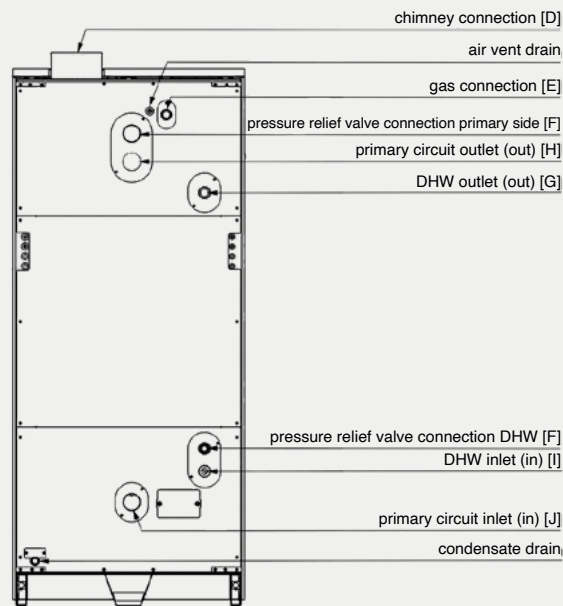 chimney connection [D]
air vent drain
gas connection [E]
pressure relief valve connection primary side [F]
primary circuit outlet (out) [H]
DHW outlet (out) [G]
pressure relief valve connection DHW [F]
DHW inlet (in) [I]
primary circuit inlet (in) [J]
condensate drain